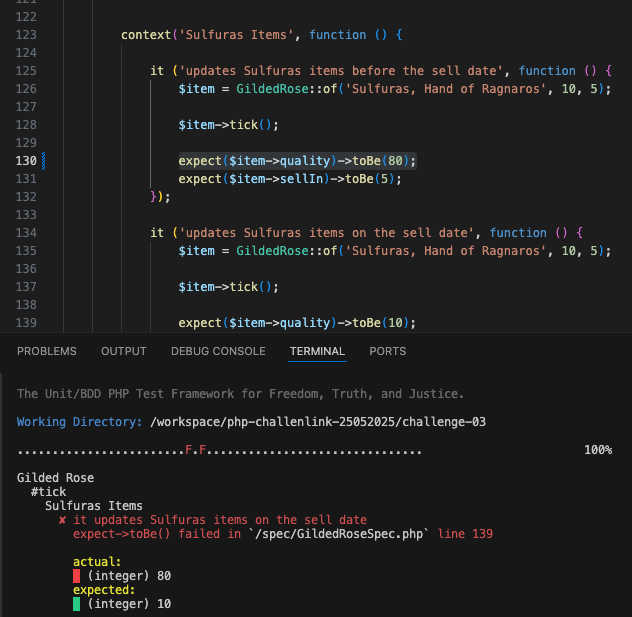 121
122
123 context('Sulfuras Items', function () {
124
125 it ('updates Sulfuras items before the sell date', function () {
126 $item = GildedRose::of('Sulfuras, Hand of Ragnaros', 10, 5);
127
128 $item->tick();
129
130 expect($item->quality)->toBe(80);
131 expect($item->sellIn)->toBe(5);
132 });
133
134 it ('updates Sulfuras items on the sell date', function () {
135 $item = GildedRose::of('Sulfuras, Hand of Ragnaros', 10, 5);
136
137 $item->tick();
138
139 expect($item->quality)->toBe(10);
PROBLEMS OUTPUT DEBUG CONSOLE TERMINAL PORTS
The Unit/BDD PHP Test Framework for Freedom, Truth, and Justice.
Working Directory: /workspace/php-challenlink-25052025/challenge-03
........................F.F............................... 100%
Gilded Rose
#tick
Sulfuras Items
✘ it updates Sulfuras items on the sell date
expect->toBe() failed in `/spec/GildedRoseSpec.php` line 139
actual:
(integer) 80
expected:
(integer) 10